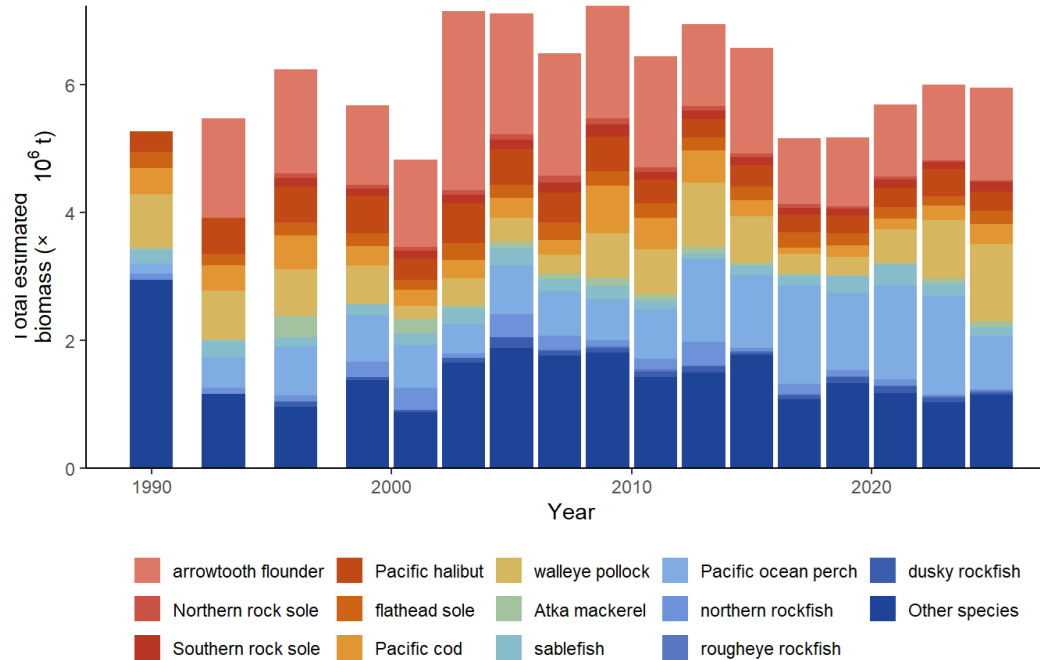 Total estimated
biomass (× 10⁶ t)
6
4
2
0
1990 2000 2010 2020
Year
arrowtooth flounder Pacific halibut walleye pollock Pacific ocean perch dusky rockfish
Northern rock sole flathead sole Atka mackerel northern rockfish Other species
Southern rock sole Pacific cod sablefish rougheye rockfish